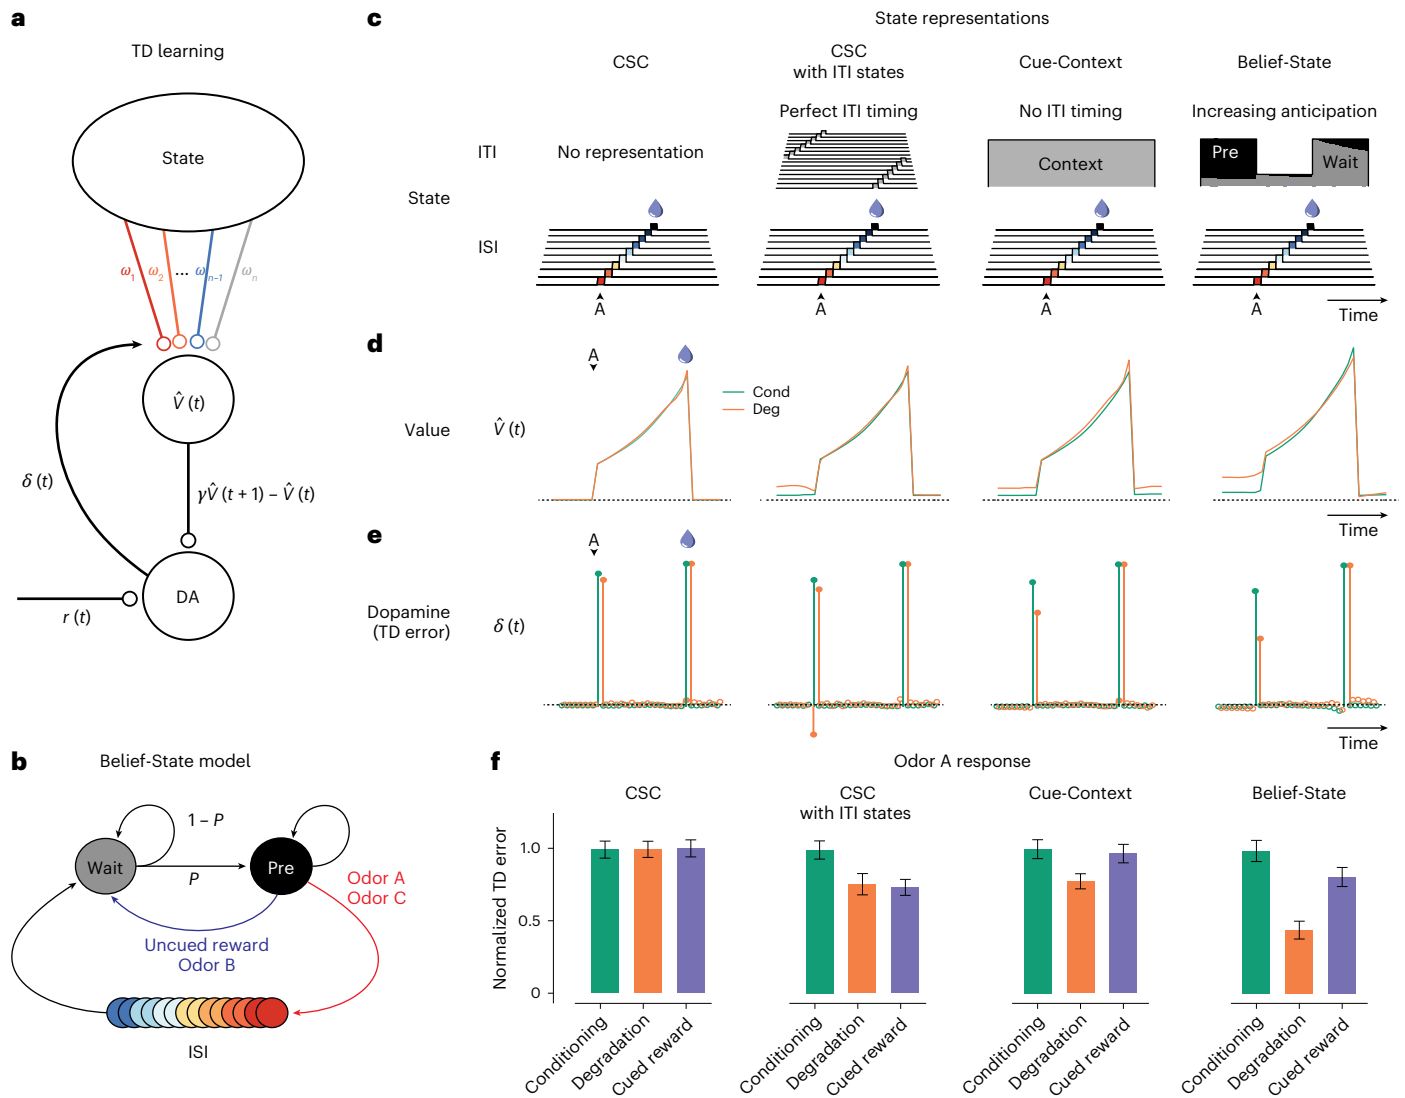 a
TD learning
State
ω1 ω2 ... ωn−1 ωn
V̂ (t)
δ (t)
γV̂ (t + 1) – V̂ (t)
DA
r (t)
b
Belief-State model
1 – P
Wait
Pre
P
Odor A
Odor C
Uncued reward
Odor B
ISI
c
State representations
CSC
CSC
with ITI states
Cue-Context
Belief-State
Perfect ITI timing
No ITI timing
Increasing anticipation
ITI
No representation
Context
Pre
Wait
State
ISI
A
A
A
A
Time
d
A
Cond
Deg
Value
V̂ (t)
Time
e
A
Dopamine
(TD error)
δ (t)
Time
f
Odor A response
CSC
CSC
with ITI states
Cue-Context
Belief-State
Normalized TD error
1.0
0.5
0
Conditioning
Degradation
Cued reward
Conditioning
Degradation
Cued reward
Conditioning
Degradation
Cued reward
Conditioning
Degradation
Cued reward